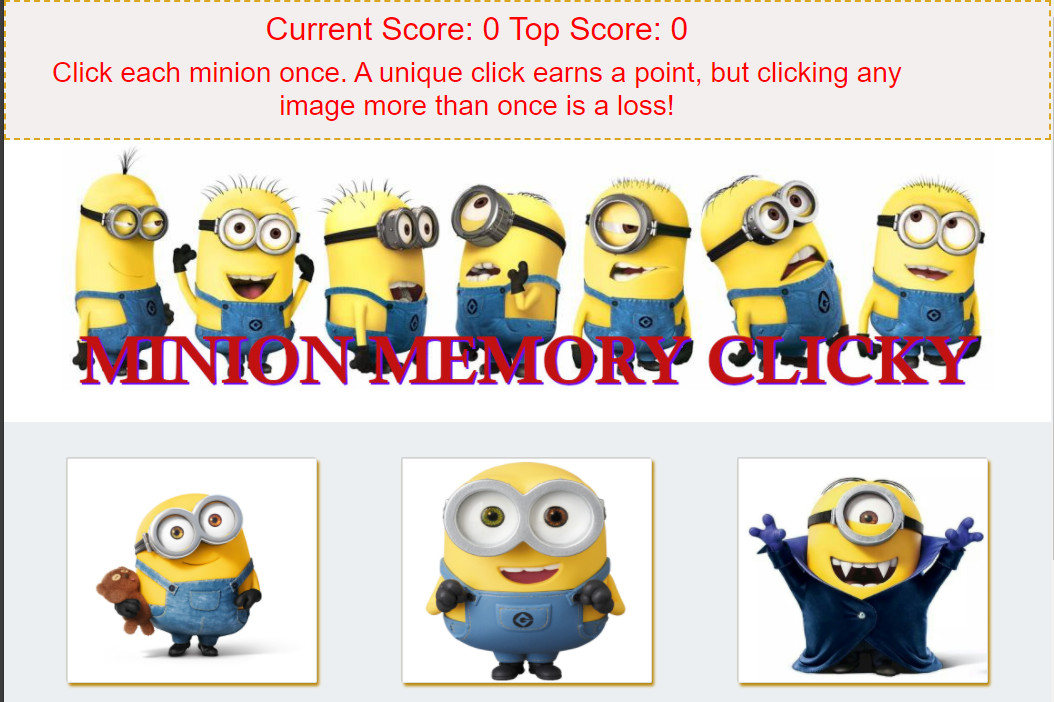 Current Score: 0 Top Score: 0
Click each minion once. A unique click earns a point, but clicking any
image more than once is a loss!
MINION MEMORY CLICKY